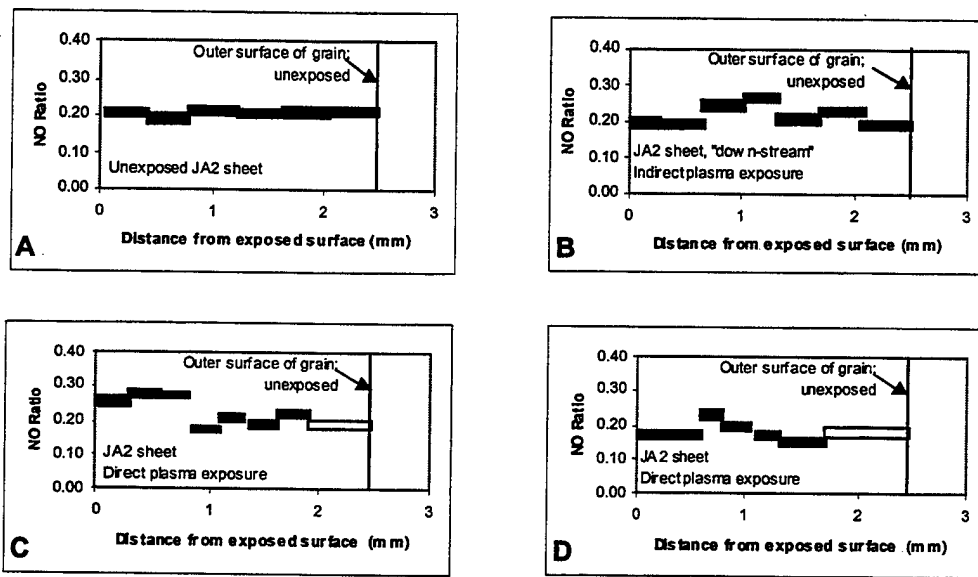 0.40
0.30
0.20
0.10
0.00
NO Ratio
Outer surface of grain;
unexposed
Unexposed JA2 sheet
0 1 2 3
Distance from exposed surface (mm)
A
0.40
0.30
0.20
0.10
0.00
NO Ratio
Outer surface of grain;
unexposed
JA2 sheet, "dow n-stream"
Indirect plasma exposure
0 1 2 3
Distance from exposed surface (mm)
B
0.40
0.30
0.20
0.10
0.00
NO Ratio
Outer surface of grain;
unexposed
JA2 sheet
Direct plasma exposure
0 1 2 3
Distance from exposed surface (mm)
C
0.40
0.30
0.20
0.10
0.00
NO Ratio
Outer surface of grain;
unexposed
JA2 sheet
Direct plasma exposure
0 1 2 3
Distance from exposed surface (mm)
D